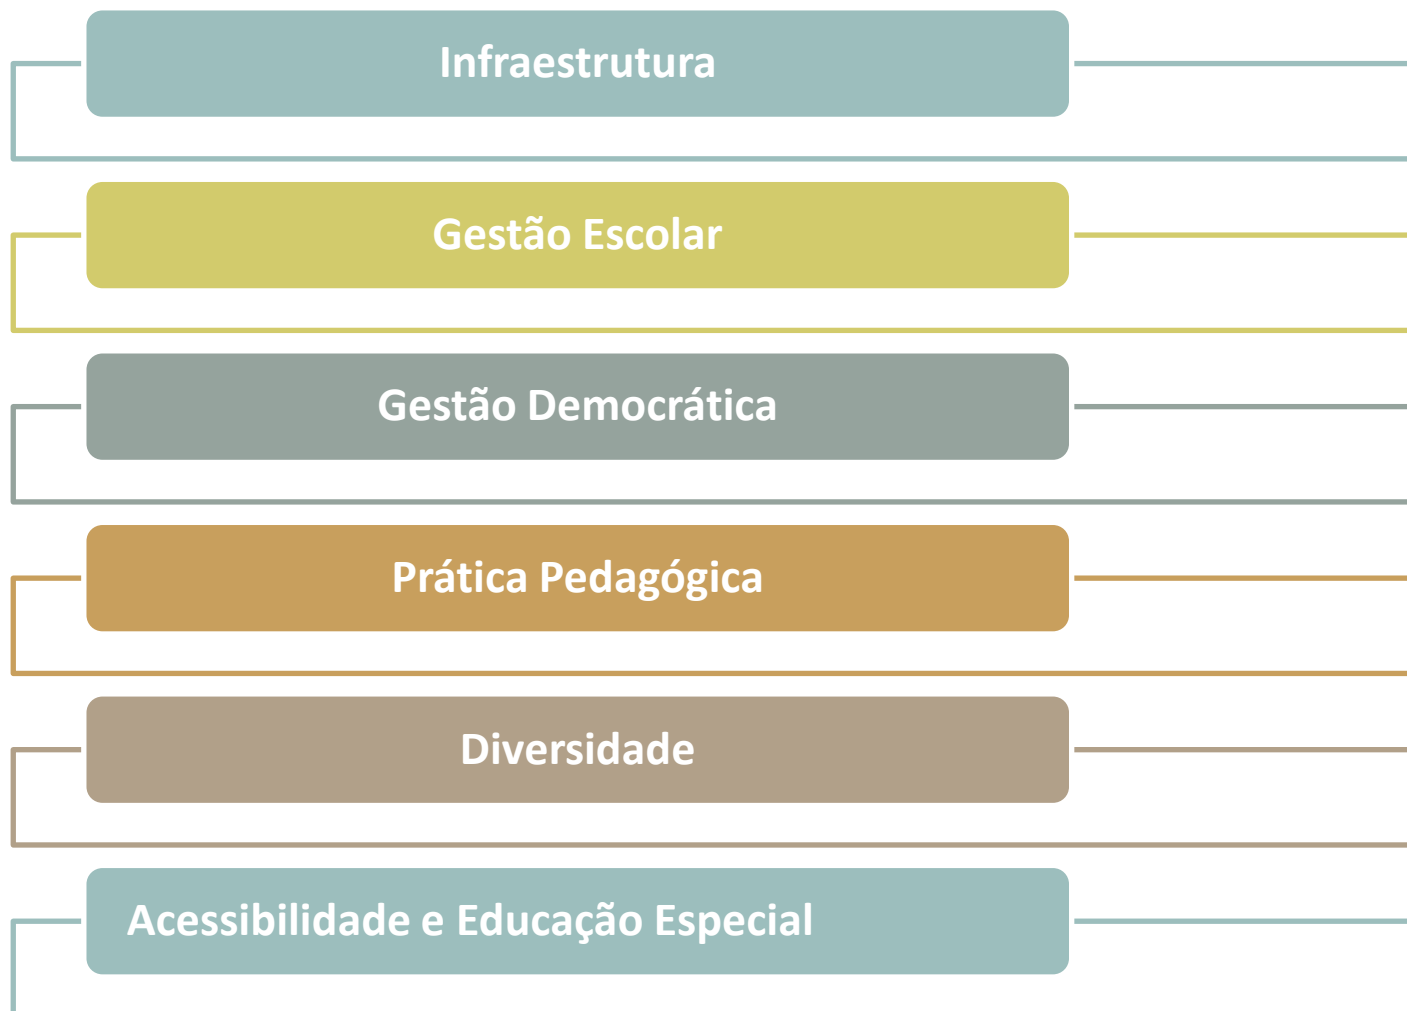 Infraestrutura
Gestão Escolar
Gestão Democrática
Prática Pedagógica
Diversidade
Acessibilidade e Educação Especial